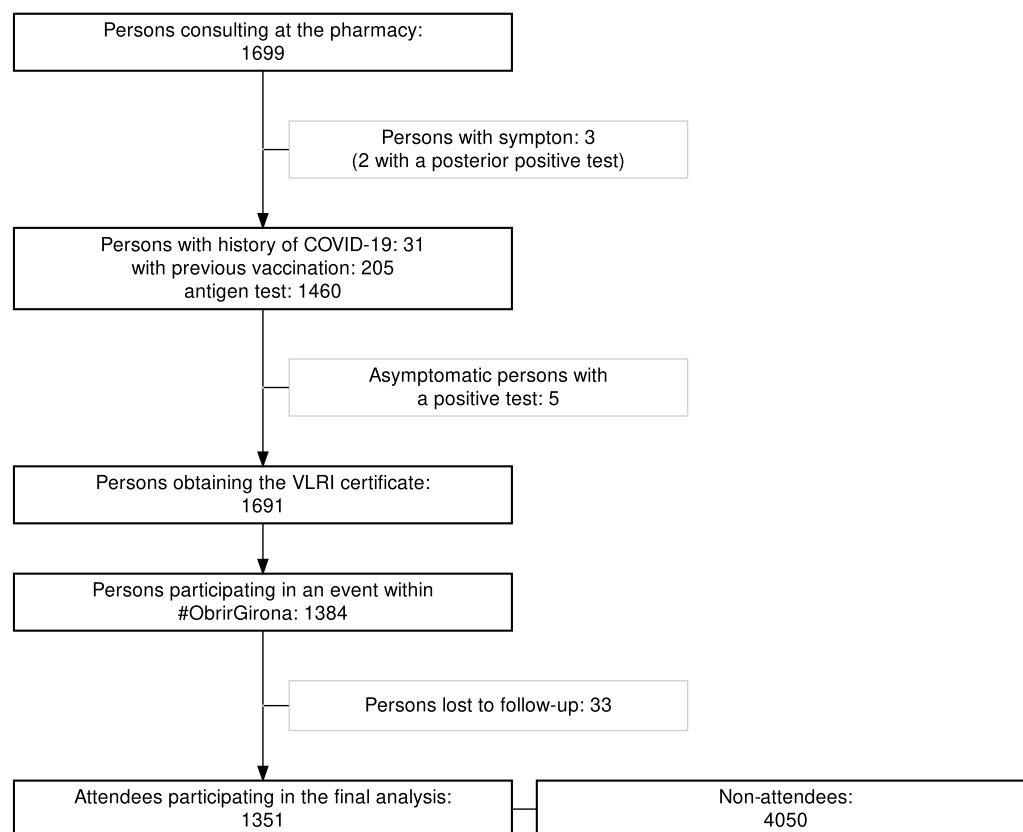 Persons consulting at the pharmacy:
1699
Persons with sympton: 3
(2 with a posterior positive test)
Persons with history of COVID-19: 31
with previous vaccination: 205
antigen test: 1460
Asymptomatic persons with
a positive test: 5
Persons obtaining the VLRI certificate:
1691
Persons participating in an event within
#ObrirGirona: 1384
Persons lost to follow-up: 33
Attendees participating in the final analysis:
1351
Non-attendees:
4050